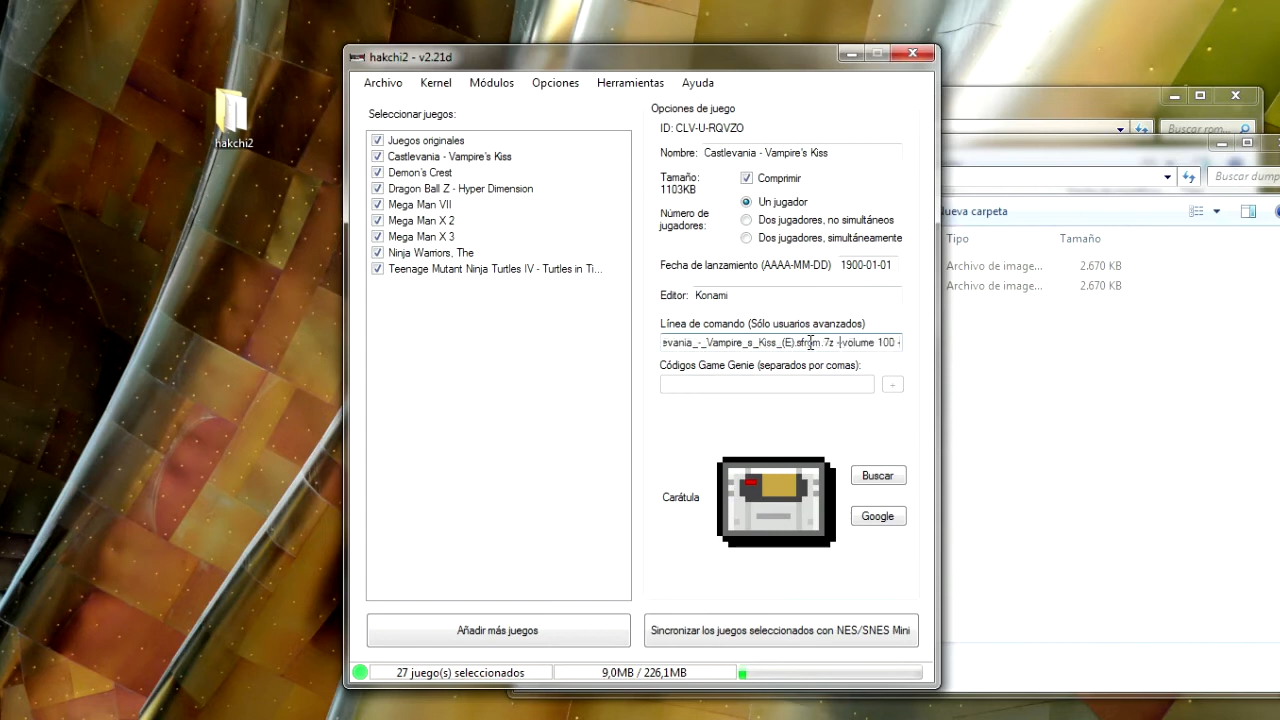 hakchi2
hakchi2 - v2.21d
Archivo Kernel Módulos Opciones Herramientas Ayuda
Seleccionar juegos:
Juegos originales
Castlevania - Vampire's Kiss
Demon's Crest
Dragon Ball Z - Hyper Dimension
Mega Man VII
Mega Man X 2
Mega Man X 3
Ninja Warriors, The
Teenage Mutant Ninja Turtles IV - Turtles in Ti...
Opciones de juego
ID: CLV-U-RQVZO
Nombre: Castlevania - Vampire's Kiss
Tamaño:
1103KB
Comprimir
Número de
jugadores:
Un jugador
Dos jugadores, no simultáneos
Dos jugadores, simultáneamente
Fecha de lanzamiento (AAAA-MM-DD) 1900-01-01
Editor: Konami
Línea de comando (Sólo usuarios avanzados)
evania_-_Vampire_s_Kiss_(E).sfrom.7z -volume 100 -
Códigos Game Genie (separados por comas):
+
Carátula
Buscar
Google
Añadir más juegos
Sincronizar los juegos seleccionados con NES/SNES Mini
27 juego(s) seleccionados
9,0MB / 226,1MB
Buscar rom...
Buscar dump
Nueva carpeta
Tipo Tamaño
Archivo de image... 2.670 KB
Archivo de image... 2.670 KB